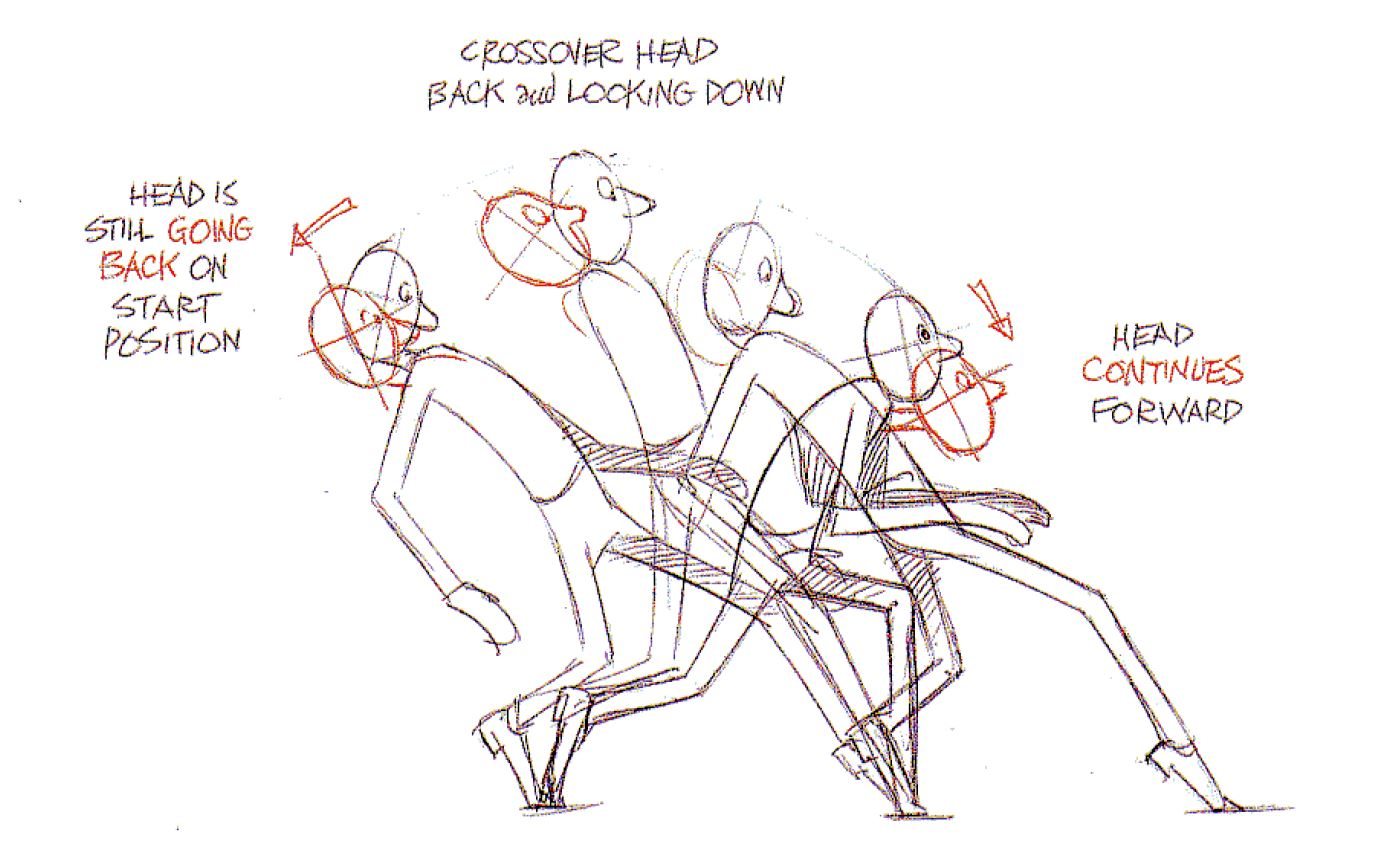 CROSSOVER HEAD
BACK and LOOKING DOWN
HEAD IS
STILL GOING
BACK ON
START
POSITION
HEAD
CONTINUES
FORWARD